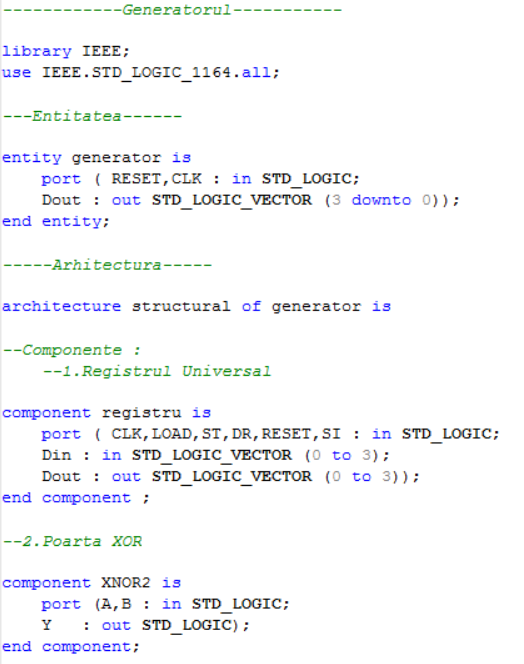 ------------Generatorul-----------
library IEEE;
use IEEE.STD_LOGIC_1164.all;
---Entitatea------
entity generator is
    port ( RESET,CLK : in STD_LOGIC;
    Dout : out STD_LOGIC_VECTOR (3 downto 0));
end entity;
-----Arhitectura-----
architecture structural of generator is
--Componente :
    --1.Registrul Universal
component registru is
    port ( CLK,LOAD,ST,DR,RESET,SI : in STD_LOGIC;
    Din : in STD_LOGIC_VECTOR (0 to 3);
    Dout : out STD_LOGIC_VECTOR (0 to 3));
end component ;
--2.Poarta XOR
component XNOR2 is
    port (A,B : in STD_LOGIC;
    Y   : out STD_LOGIC);
end component;